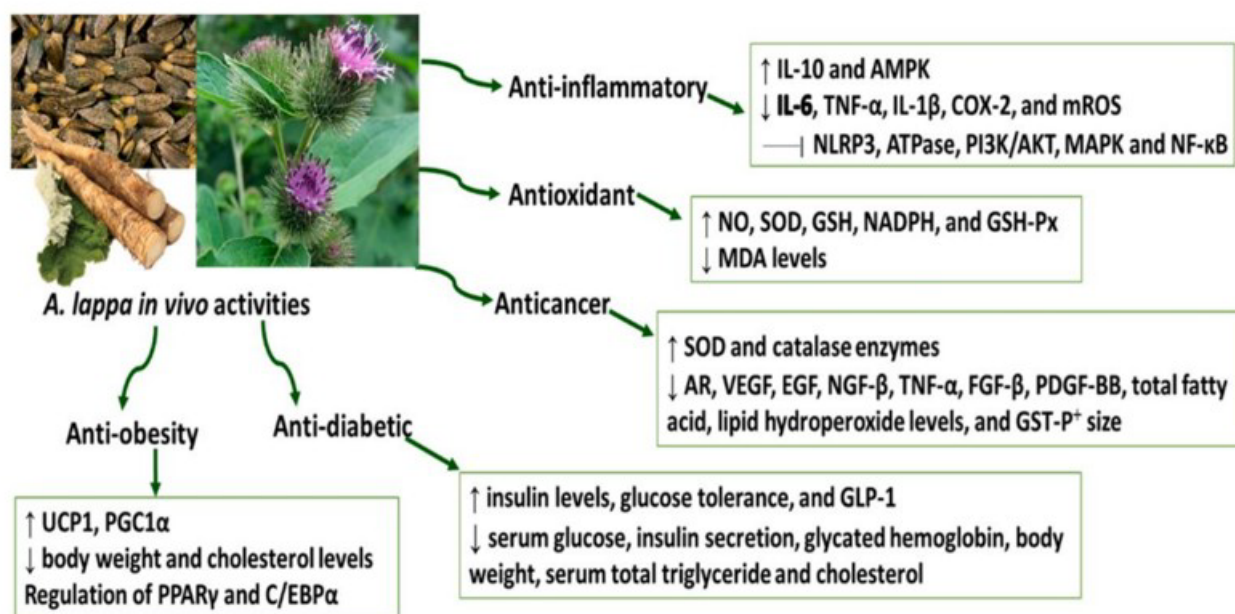 Anti-inflammatory
↑ IL-10 and AMPK
↓ IL-6, TNF-α, IL-1β, COX-2, and mROS
──┤ NLRP3, ATPase, PI3K/AKT, MAPK and NF-κB
Antioxidant
↑ NO, SOD, GSH, NADPH, and GSH-Px
↓ MDA levels
Anticancer
↑ SOD and catalase enzymes
↓ AR, VEGF, EGF, NGF-β, TNF-α, FGF-β, PDGF-BB, total fatty
acid, lipid hydroperoxide levels, and GST-P⁺ size
A. lappa in vivo activities
Anti-obesity
↑ UCP1, PGC1α
↓ body weight and cholesterol levels
Regulation of PPARγ and C/EBPα
Anti-diabetic
↑ insulin levels, glucose tolerance, and GLP-1
↓ serum glucose, insulin secretion, glycated hemoglobin, body
weight, serum total triglyceride and cholesterol